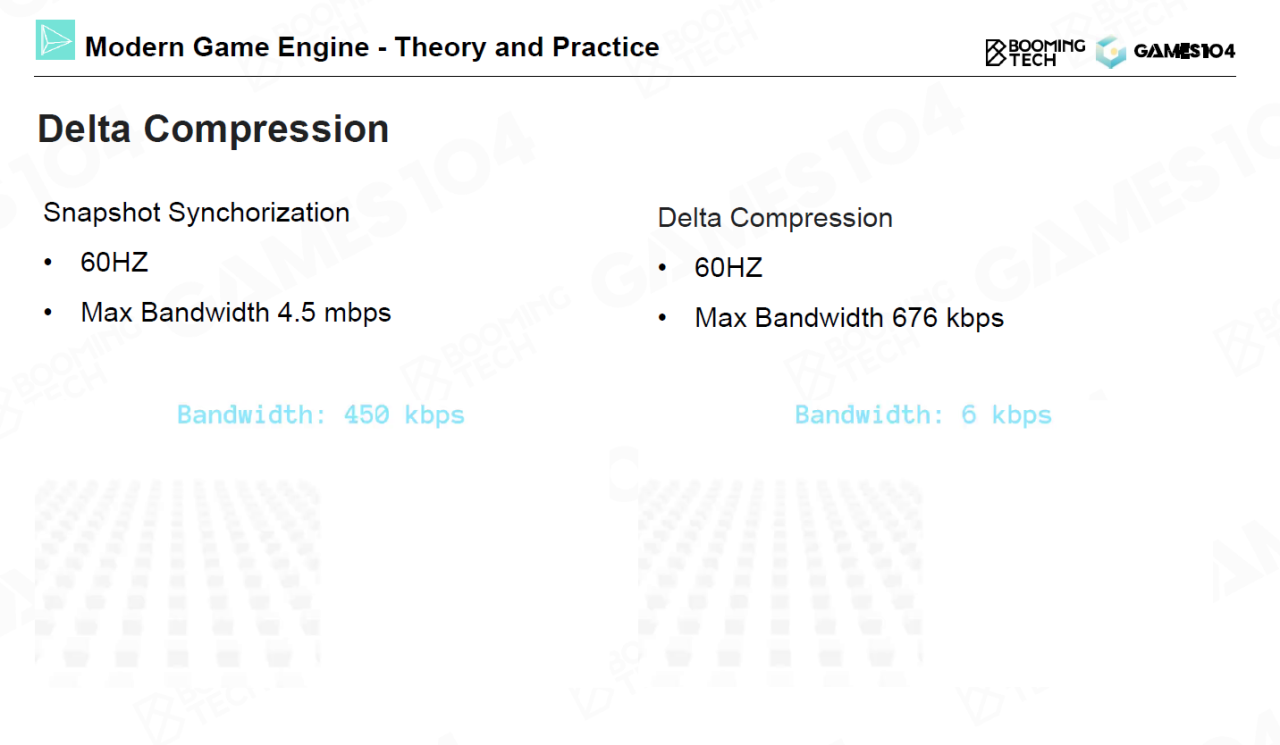 Modern Game Engine - Theory and Practice
BOOMING
TECH
GAMES104
Delta Compression
Snapshot Synchorization
• 60HZ
• Max Bandwidth 4.5 mbps
Bandwidth: 450 kbps
Delta Compression
• 60HZ
• Max Bandwidth 676 kbps
Bandwidth: 6 kbps